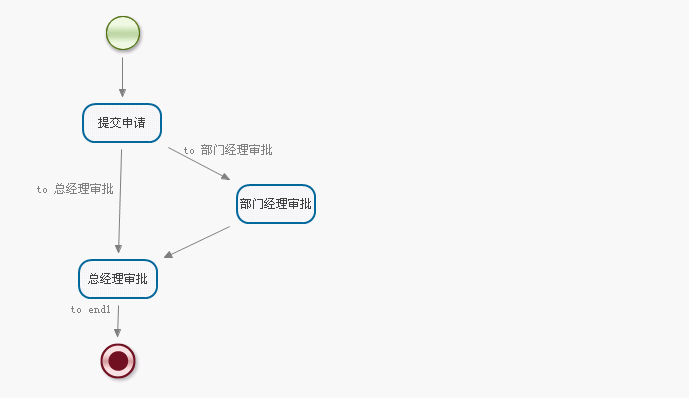 提交申请
to 部门经理审批
to 总经理审批
部门经理审批
总经理审批
to end1